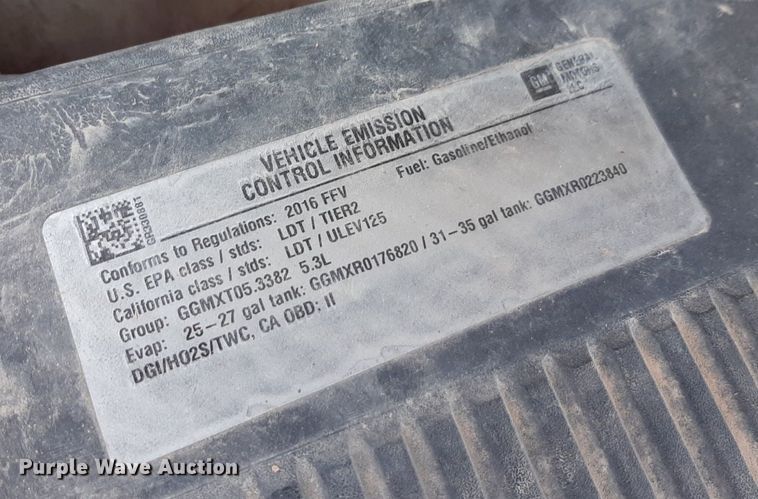 GM GENERAL
MOTORS
LLC
VEHICLE EMISSION
CONTROL INFORMATION
Conforms to Regulations: 2016 FFV Fuel: Gasoline/Ethanol
U.S. EPA class / stds: LDT / TIER2
California class / stds: LDT / ULEV125
Group: GGMXT05.3382 5.3L
Evap: 25-27 gal tank: GGMXR0176820 / 31-35 gal tank: GGMXR0223840
DGI/HO2S/TWC, CA OBD: II
Purple Wave Auction